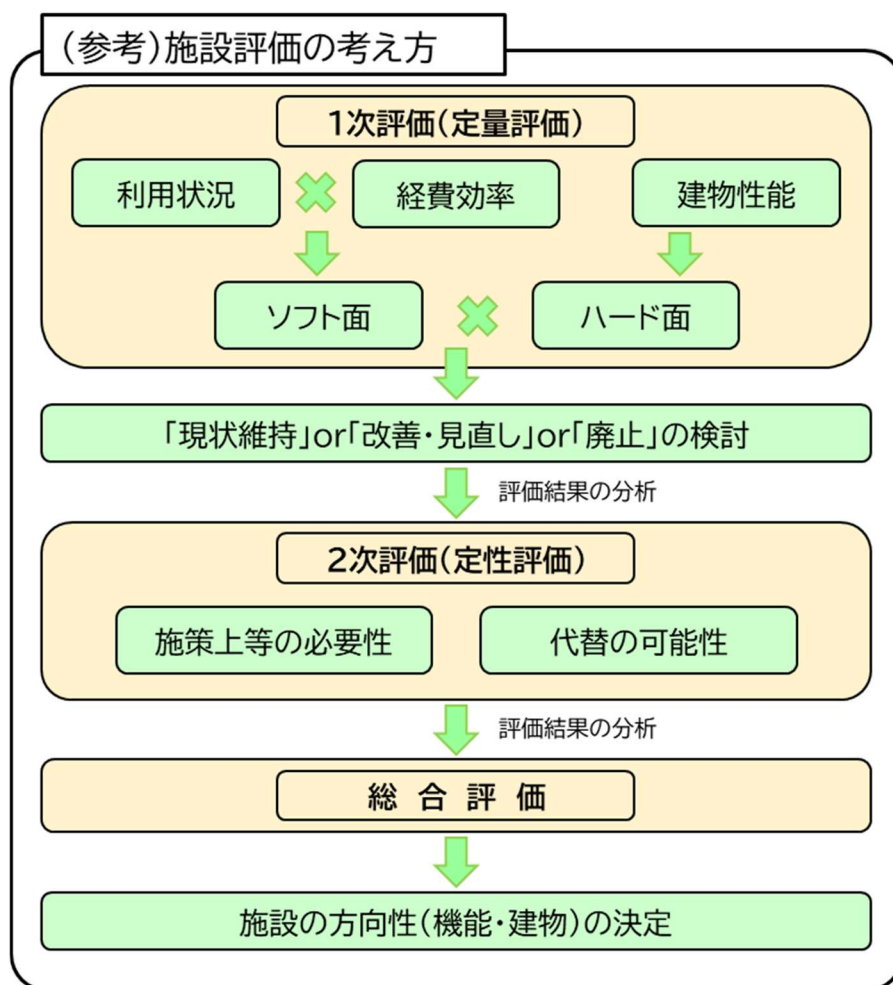 (参考)施設評価の考え方
1次評価(定量評価)
利用状況
経費効率
建物性能
ソフト面
ハード面
「現状維持」or「改善・見直し」or「廃止」の検討
評価結果の分析
2次評価(定性評価)
施策上等の必要性
代替の可能性
評価結果の分析
総 合 評 価
施設の方向性(機能・建物)の決定